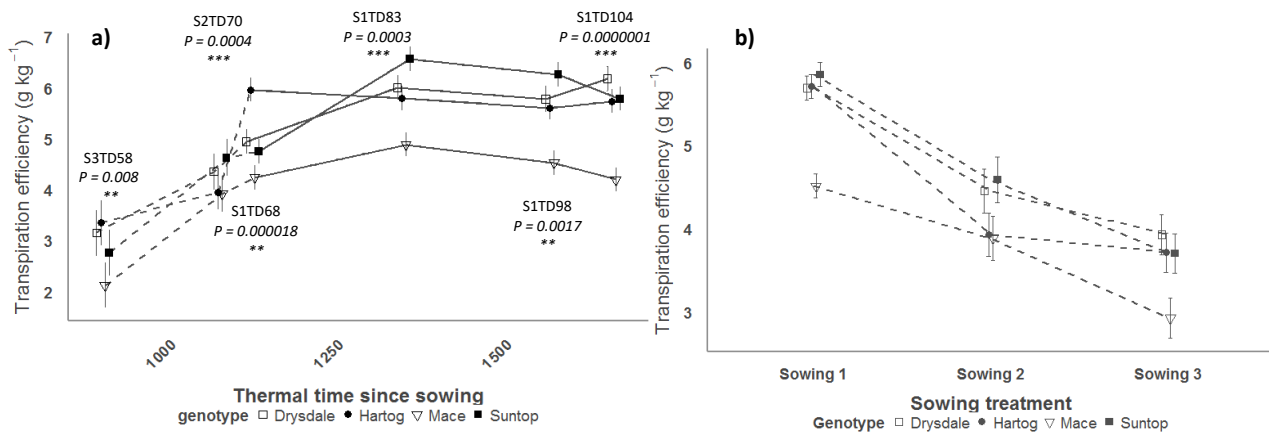 a)
S2TD70
P = 0.0004
***
S1TD83
P = 0.0003
***
S1TD104
P = 0.0000001
***
S3TD58
P = 0.008
**
S1TD68
P = 0.000018
**
S1TD98
P = 0.0017
**
Transpiration efficiency (g kg⁻¹)
7
6
5
4
3
2
1000
1250
1500
Thermal time since sowing
genotype Drysdale Hartog Mace Suntop
b)
Transpiration efficiency (g kg⁻¹)
6
5
4
3
Sowing 1
Sowing 2
Sowing 3
Sowing treatment
Genotype Drysdale Hartog Mace Suntop